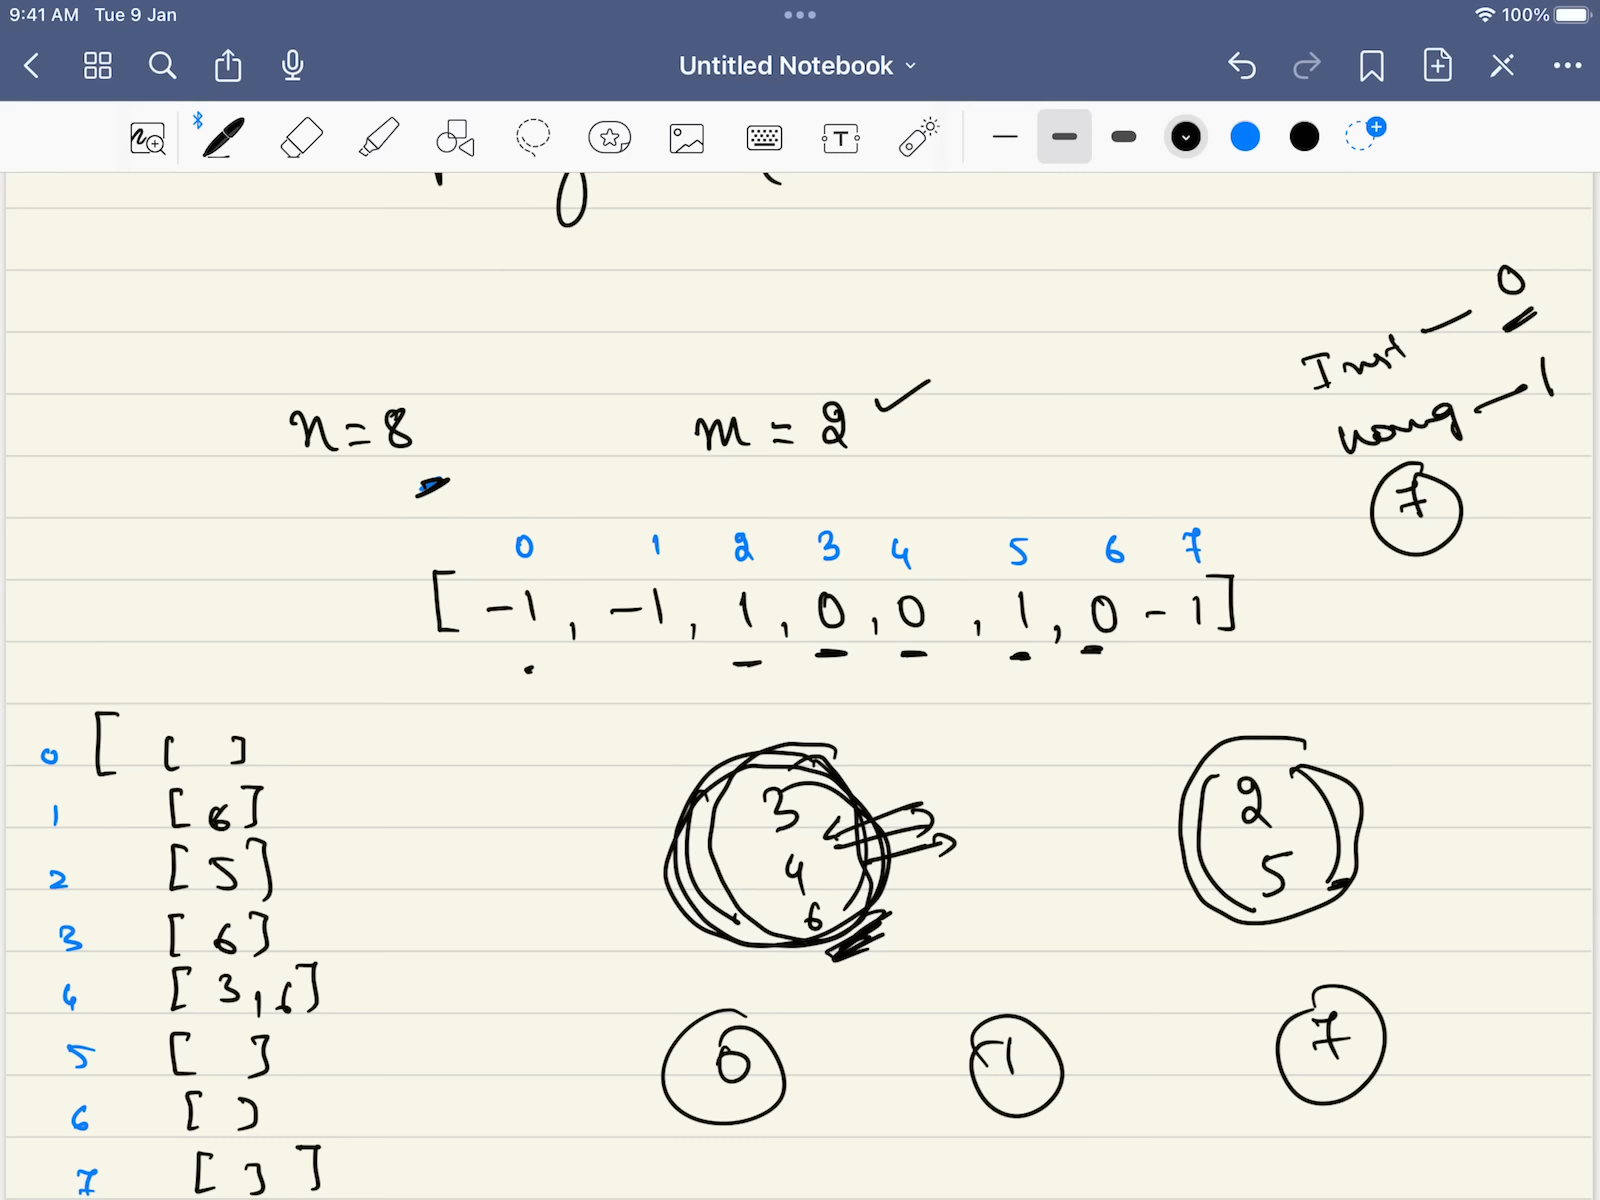 9:41 AM Tue 9 Jan
100%
Untitled Notebook
T
0
1
n=8
m = 2
7
0 1 2 3 4 5 6 7
[ -1, -1, 1, 0, 0, 1, 0 -1]
0 [ [ ]
1 [ 6 ]
2 [ 5 ]
3 [ 6 ]
4 [ 3, 6 ]
5 [ ]
6 [ ]
7 [ ] ]
3
4
6
2
5
0
1
7